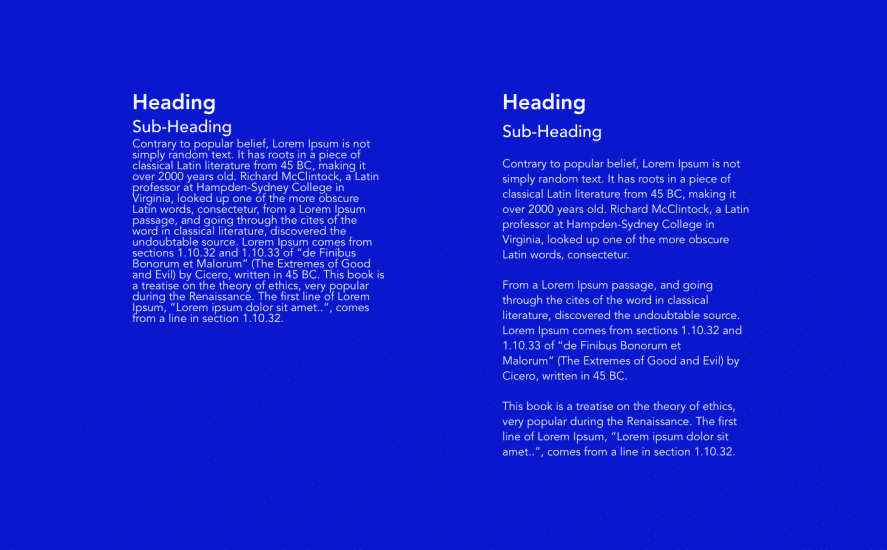 Heading
Sub-Heading
Contrary to popular belief, Lorem Ipsum is not
simply random text. It has roots in a piece of
classical Latin literature from 45 BC, making it
over 2000 years old. Richard McClintock, a Latin
professor at Hampden-Sydney College in
Virginia, looked up one of the more obscure
Latin words, consectetur, from a Lorem Ipsum
passage, and going through the cites of the
word in classical literature, discovered the
undoubtable source. Lorem Ipsum comes from
sections 1.10.32 and 1.10.33 of “de Finibus
Bonorum et Malorum” (The Extremes of Good
and Evil) by Cicero, written in 45 BC. This book is
a treatise on the theory of ethics, very popular
during the Renaissance. The first line of Lorem
Ipsum, “Lorem ipsum dolor sit amet..”, comes
from a line in section 1.10.32.
Heading
Sub-Heading
Contrary to popular belief, Lorem Ipsum is not
simply random text. It has roots in a piece of
classical Latin literature from 45 BC, making it
over 2000 years old. Richard McClintock, a Latin
professor at Hampden-Sydney College in
Virginia, looked up one of the more obscure
Latin words, consectetur.
From a Lorem Ipsum passage, and going
through the cites of the word in classical
literature, discovered the undoubtable source.
Lorem Ipsum comes from sections 1.10.32 and
1.10.33 of “de Finibus Bonorum et
Malorum” (The Extremes of Good and Evil) by
Cicero, written in 45 BC.
This book is a treatise on the theory of ethics,
very popular during the Renaissance. The first
line of Lorem Ipsum, “Lorem ipsum dolor sit
amet..”, comes from a line in section 1.10.32.